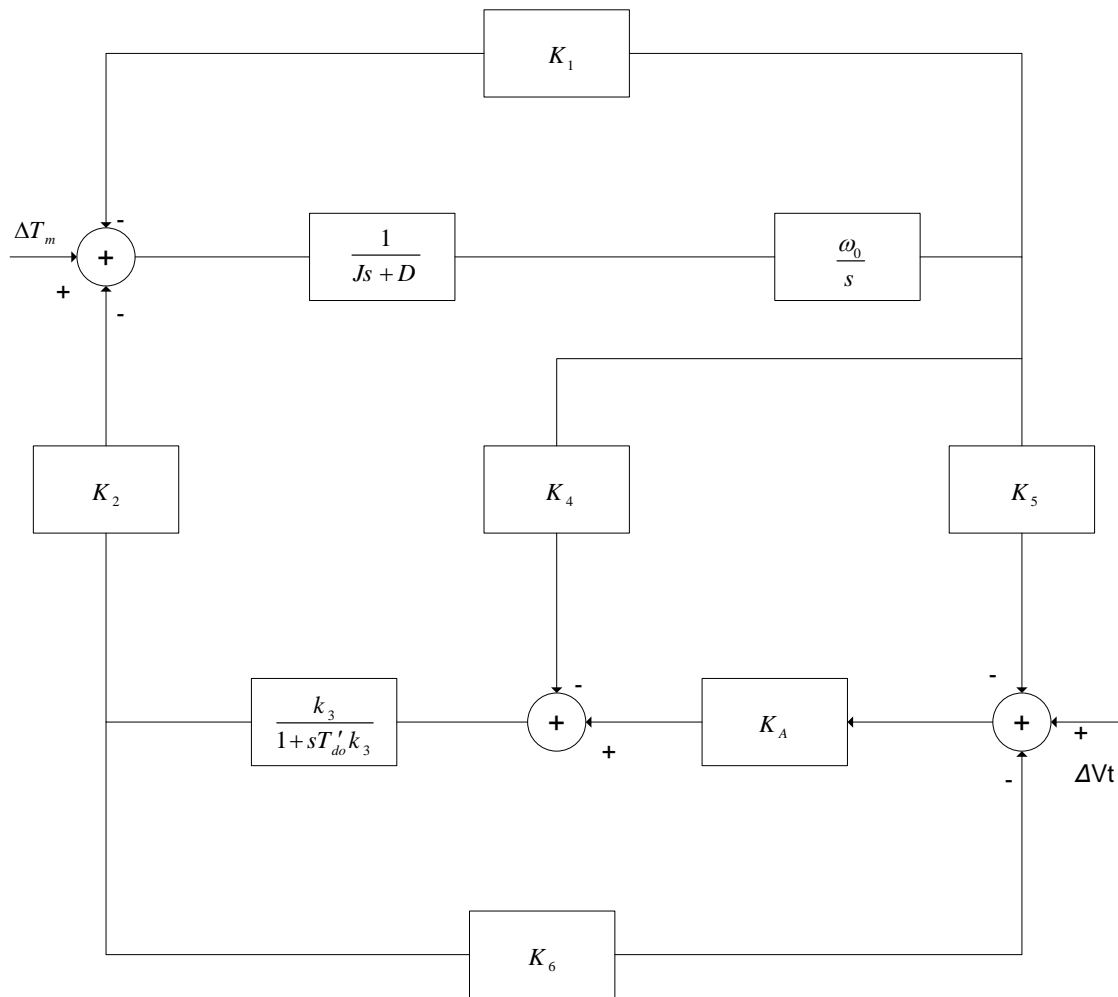 K₁
-
ΔTₘ
+
+
1
Js + D
ω₀
s
-
K₂
K₄
K₅
-
-
k₃
1 + sT′do k₃
+
+
K_A
+
+
-
ΔVt
K₆